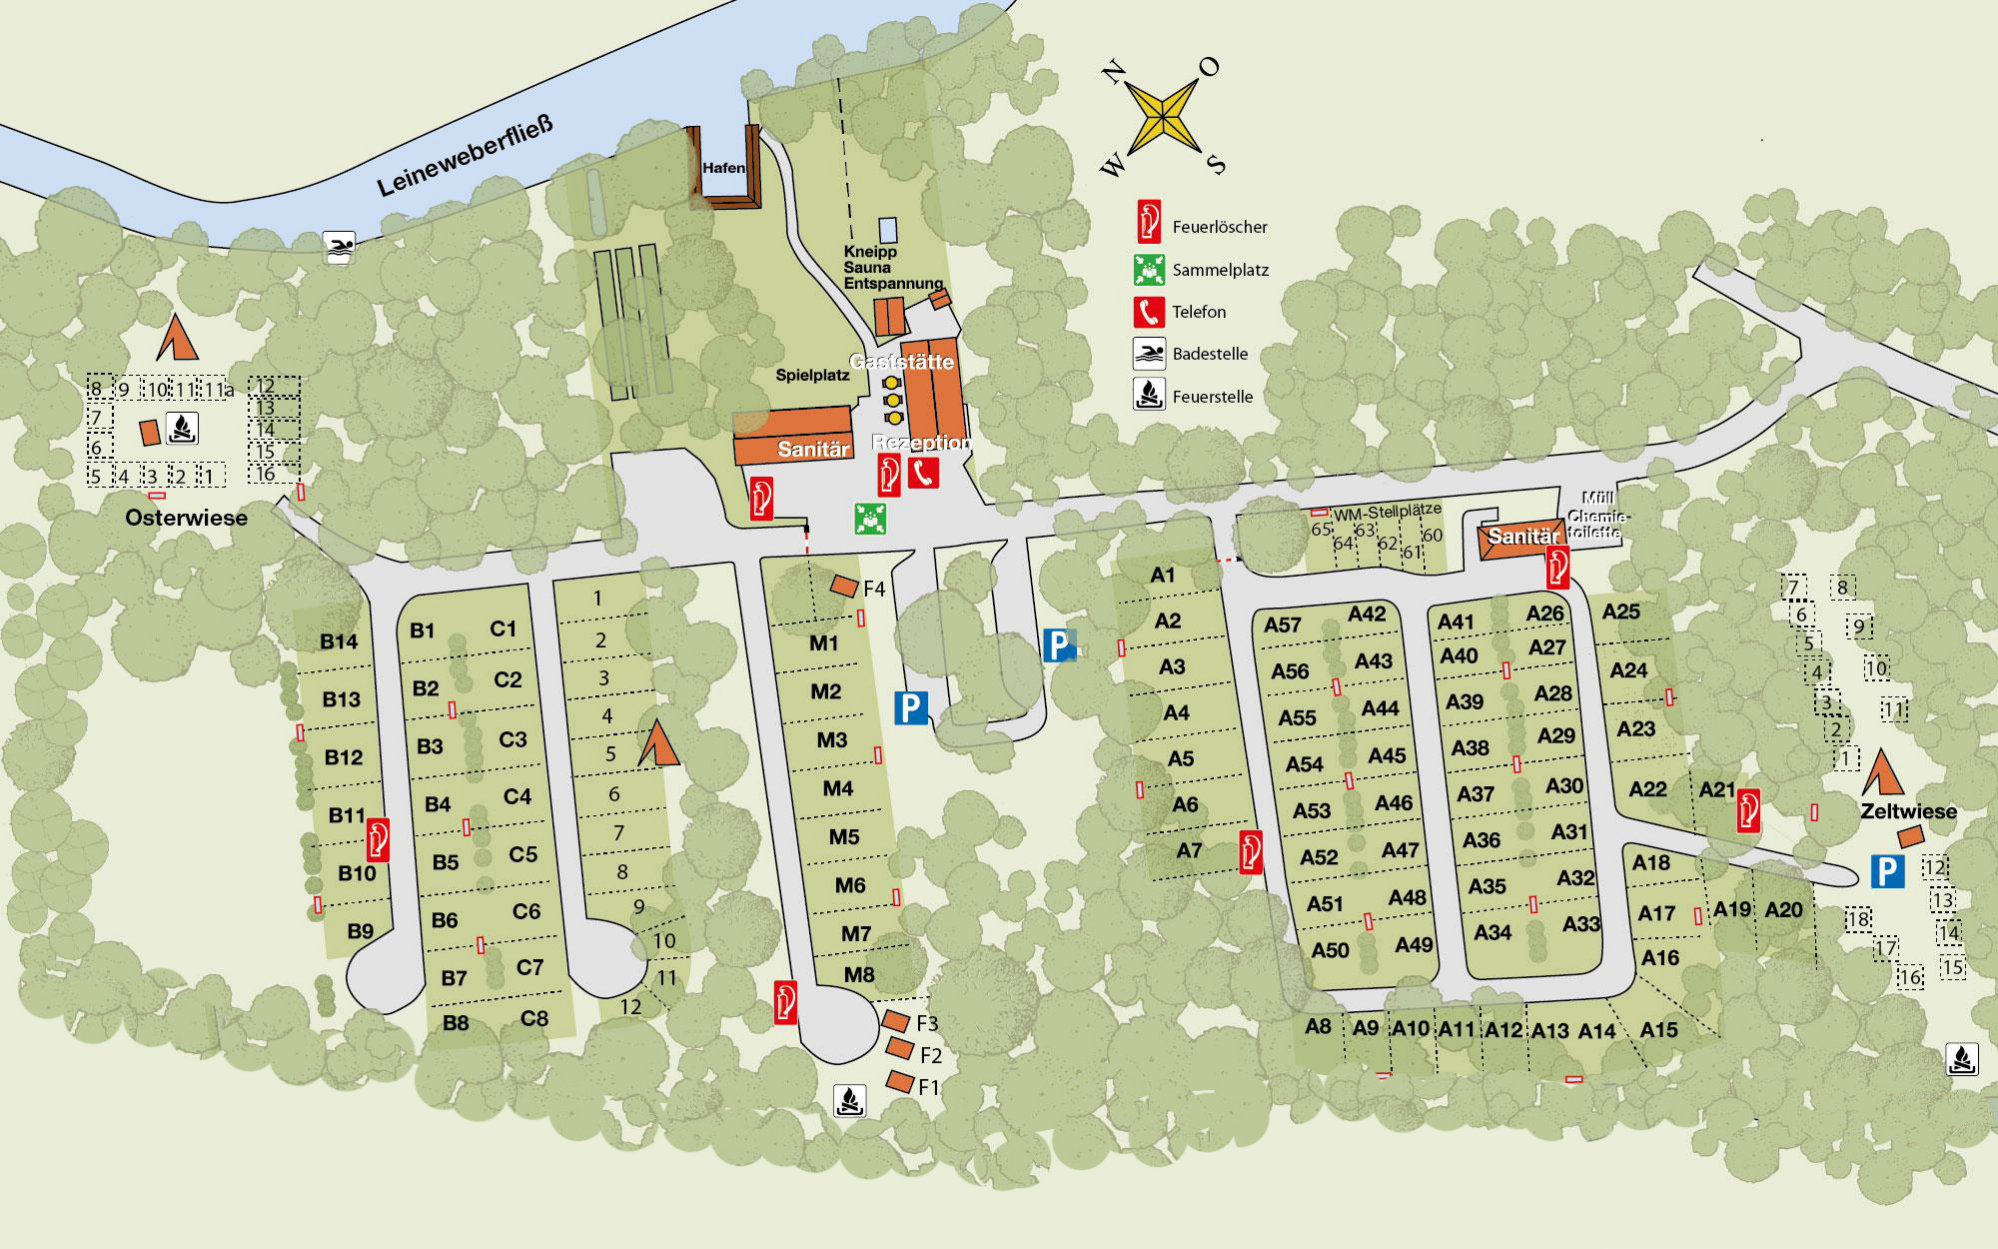 Leineweberfließ
Hafen
N
O
W
S
Kneipp
Sauna
Entspannung
Feuerlöscher
Sammelplatz
Telefon
Badestelle
Feuerstelle
Gaststätte
Spielplatz
Sanitär
Rezeption
8 9 10 11 11a
7
6
5 4 3 2 1
12
13
14
15
16
Osterwiese
WM-Stellplätze
65 64 63 62 61 60
Müll
Chemie-
toilette
Sanitär
B14
B13
B12
B11
B10
B9
B1
B2
B3
B4
B5
B6
B7
B8
C1
C2
C3
C4
C5
C6
C7
C8
1
2
3
4
5
6
7
8
9
10
11
12
F4
M1
M2
M3
M4
M5
M6
M7
M8
F3
F2
F1
P
P
A1
A2
A3
A4
A5
A6
A7
A57
A56
A55
A54
A53
A52
A51
A50
A42
A43
A44
A45
A46
A47
A48
A49
A41
A40
A39
A38
A37
A36
A35
A34
A26
A27
A28
A29
A30
A31
A32
A33
A25
A24
A23
A22 A21
A18
A17 A19 A20
A16
A8 A9 A10 A11 A12 A13 A14 A15
7
6
5
4
3
2
1
8
9
10
11
Zeltwiese
P
12
13
14
15
18
17
16